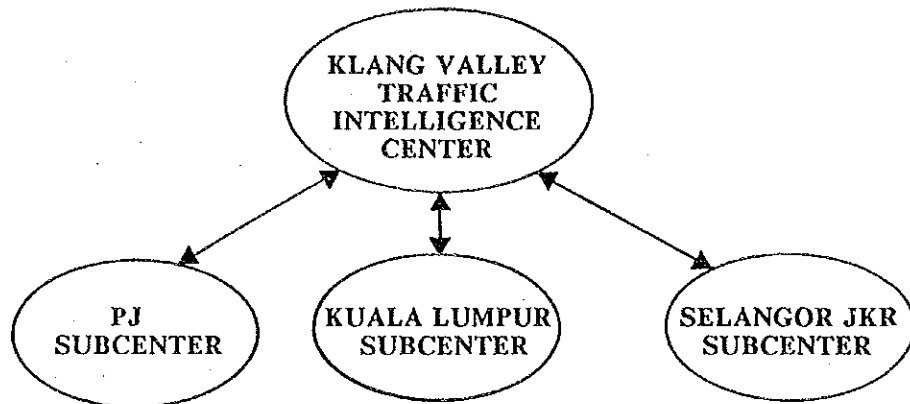 KLANG VALLEY
TRAFFIC
INTELLIGENCE
CENTER
PJ
SUBCENTER
KUALA LUMPUR
SUBCENTER
SELANGOR JKR
SUBCENTER